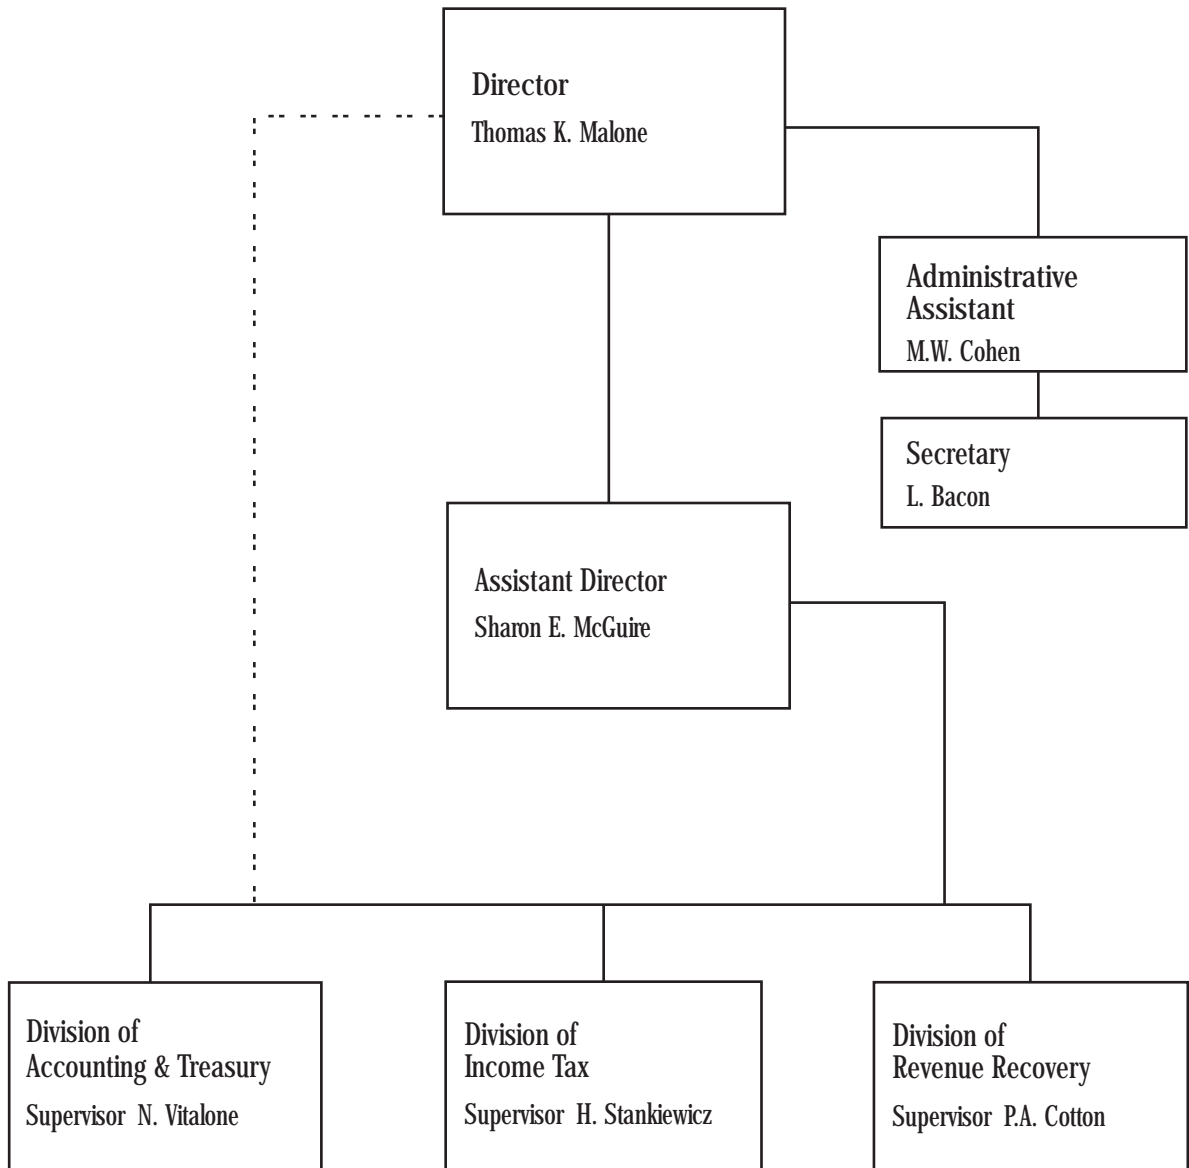 Director
Thomas K. Malone
Administrative
Assistant
M.W. Cohen
Secretary
L. Bacon
Assistant Director
Sharon E. McGuire
Division of
Accounting & Treasury
Supervisor N. Vitalone
Division of
Income Tax
Supervisor H. Stankiewicz
Division of
Revenue Recovery
Supervisor P.A. Cotton